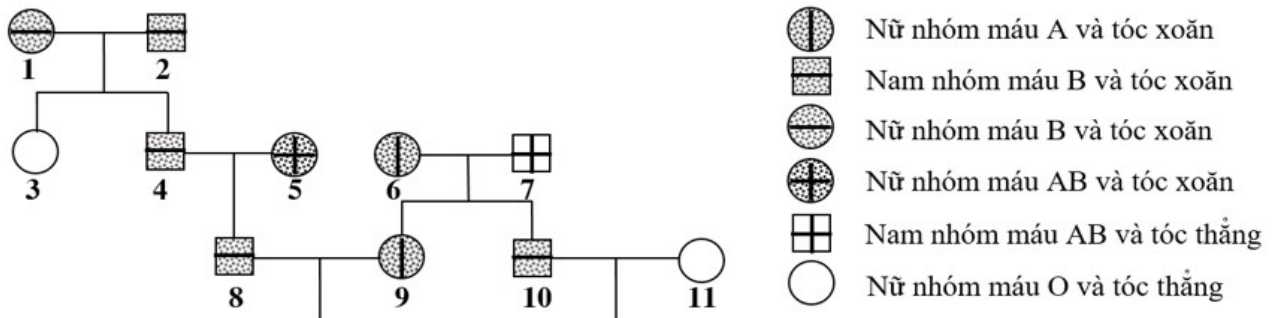 1
2
3
4
5
6
7
8
9
10
11
Nữ nhóm máu A và tóc xoăn
Nam nhóm máu B và tóc xoăn
Nữ nhóm máu B và tóc xoăn
Nữ nhóm máu AB và tóc xoăn
Nam nhóm máu AB và tóc thẳng
Nữ nhóm máu O và tóc thẳng